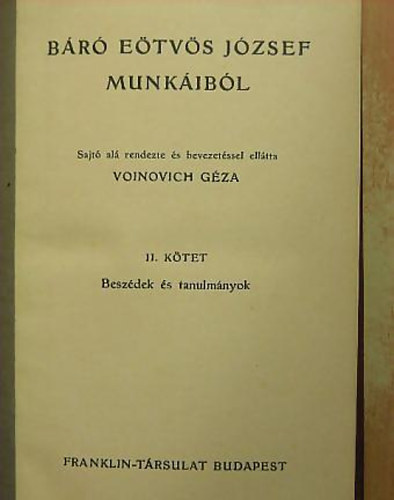 BÁRÓ EÖTVÖS JÓZSEF
MUNKÁIBÓL
Sajtó alá rendezte és bevezetéssel ellátta
VOINOVICH GÉZA
II. KÖTET
Beszédek és tanulmányok
FRANKLIN-TÁRSULAT BUDAPEST